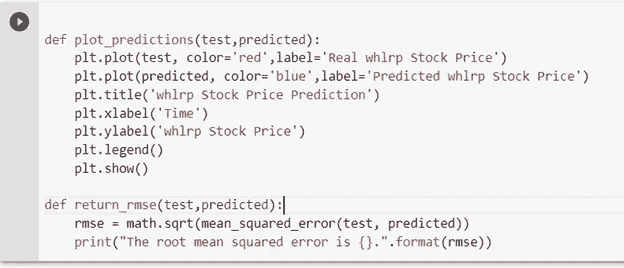 def plot_predictions(test,predicted):
    plt.plot(test, color='red',label='Real whlrp Stock Price')
    plt.plot(predicted, color='blue',label='Predicted whlrp Stock Price')
    plt.title('whlrp Stock Price Prediction')
    plt.xlabel('Time')
    plt.ylabel('whlrp Stock Price')
    plt.legend()
    plt.show()
def return_rmse(test,predicted):
    rmse = math.sqrt(mean_squared_error(test, predicted))
    print("The root mean squared error is {}.".format(rmse))